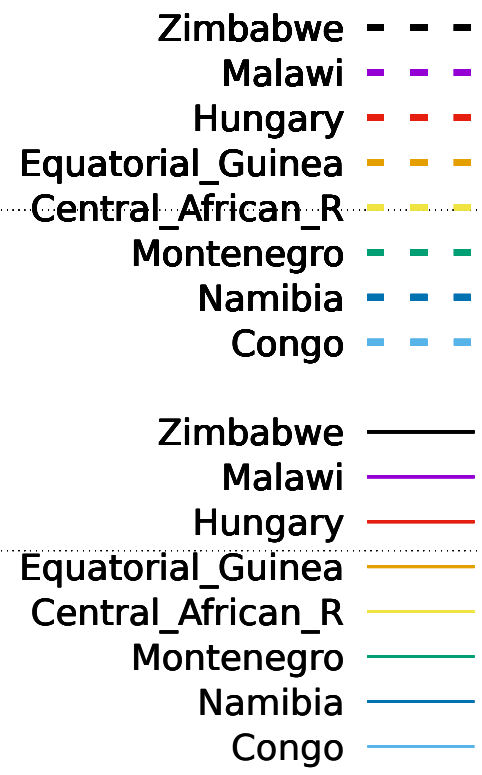 Zimbabwe
Malawi
Hungary
Equatorial_Guinea
Central_African_R
Montenegro
Namibia
Congo
Zimbabwe
Malawi
Hungary
Equatorial_Guinea
Central_African_R
Montenegro
Namibia
Congo